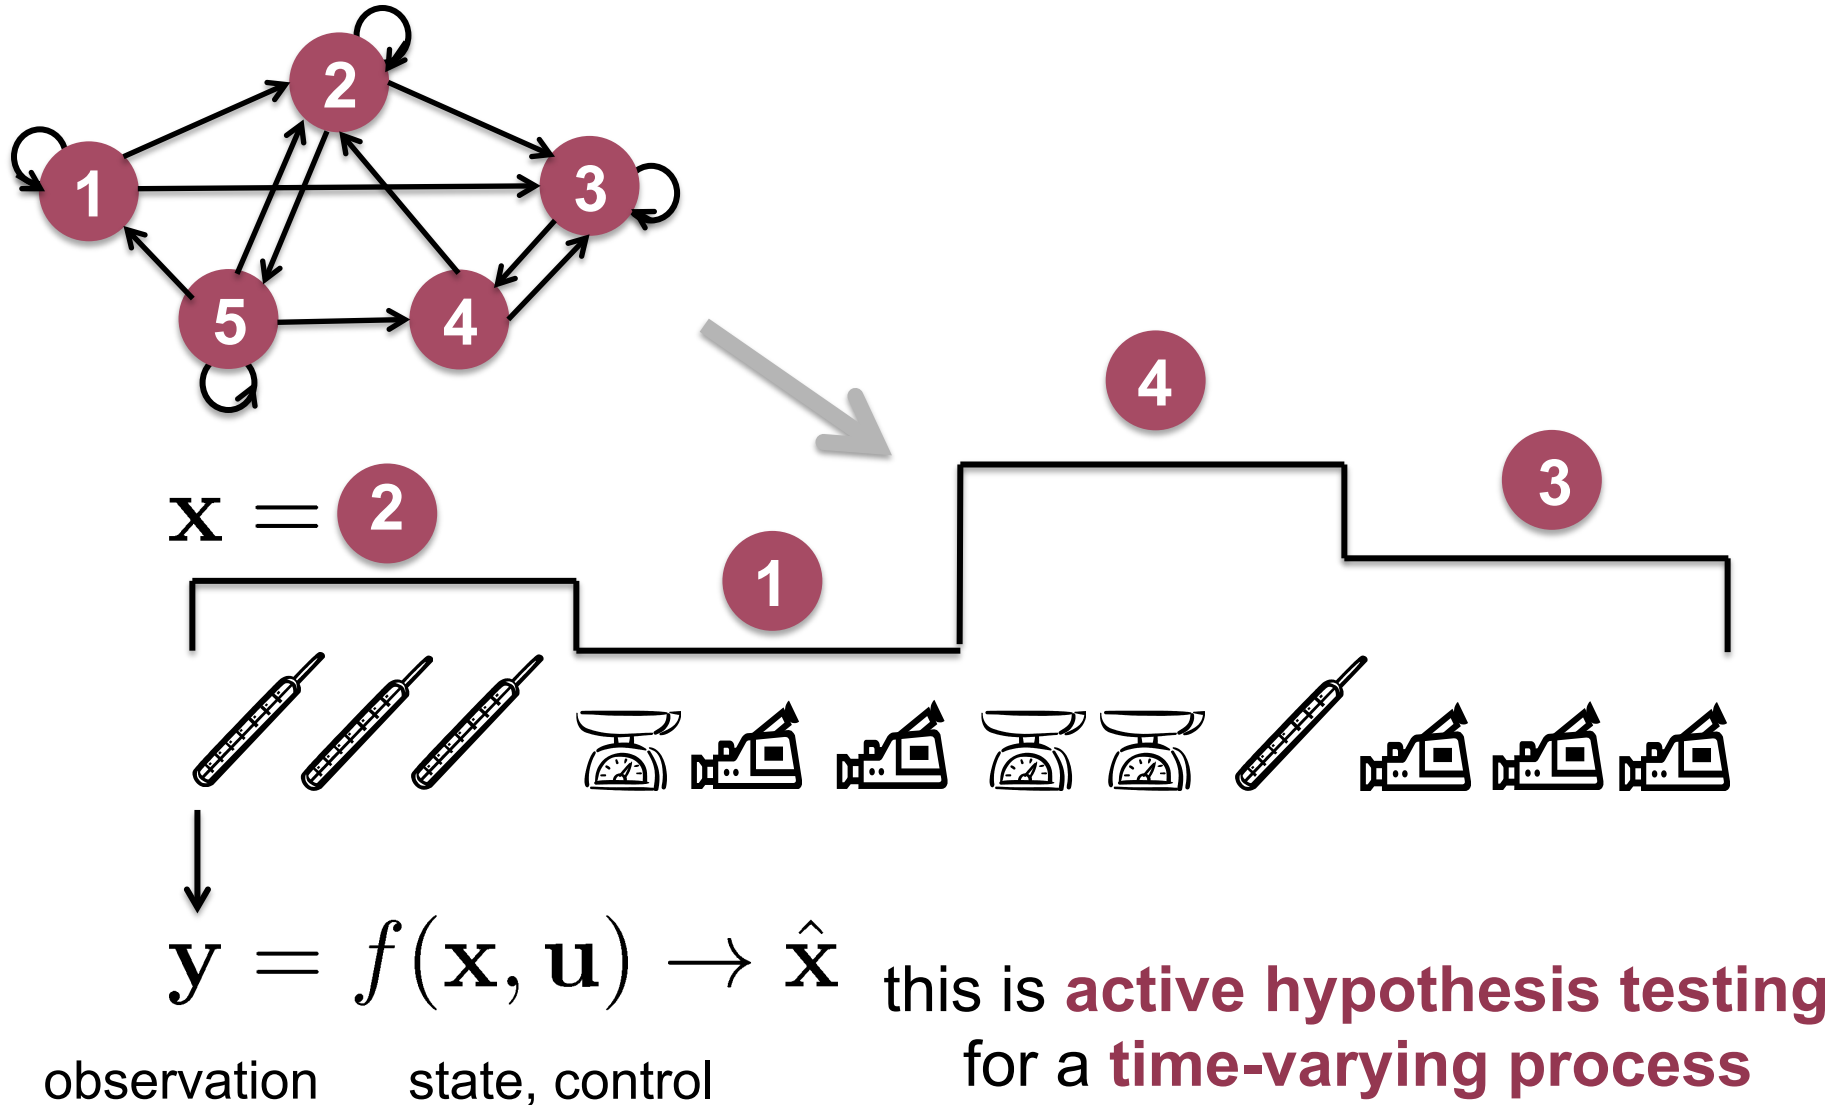 2
1
3
5
4
4
3
x = 2
1
y = f(x, u) → x̂
this is active hypothesis testing
for a time-varying process
observation
state, control